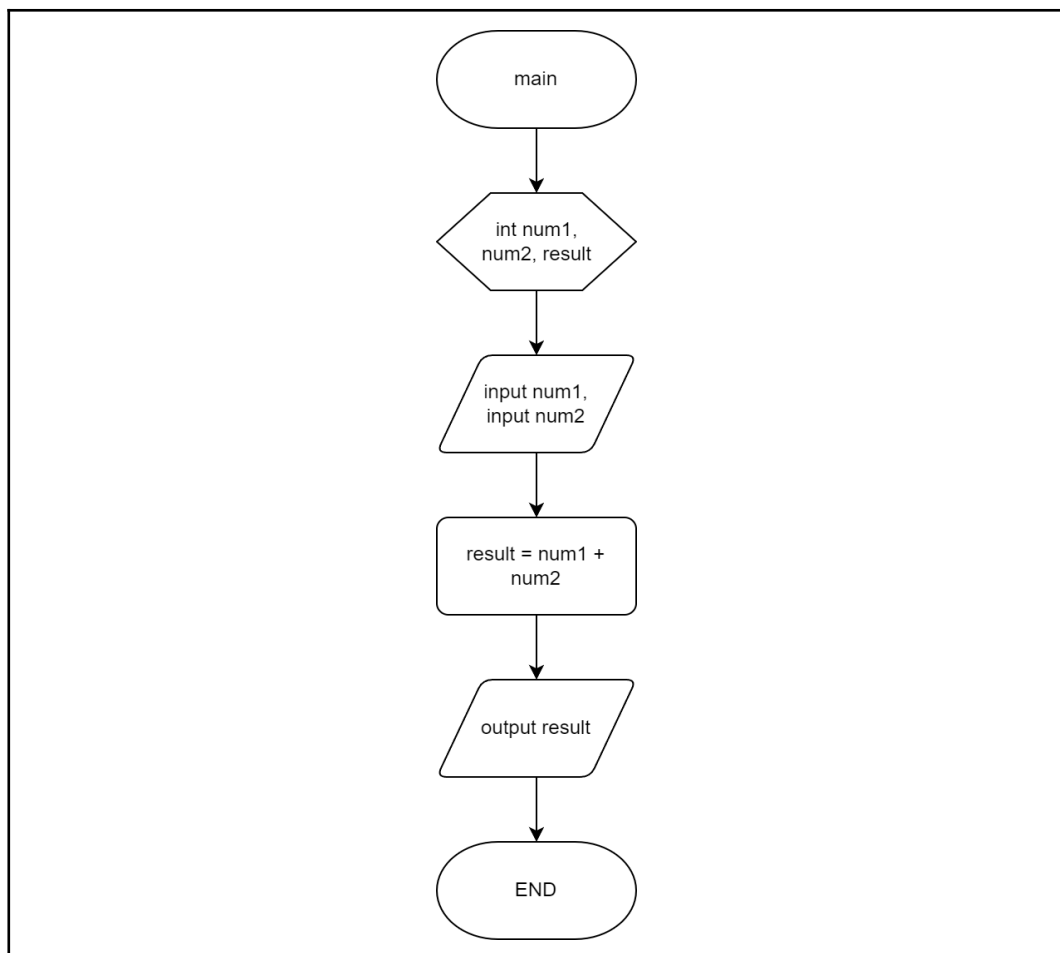 main
int num1,
num2, result
input num1,
input num2
result = num1 +
num2
output result
END